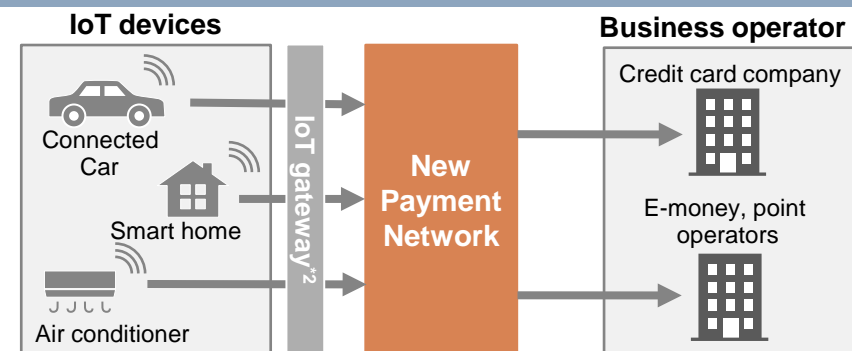 IoT devices
Connected
Car
Smart home
Air conditioner
IoT gateway*2
New
Payment
Network
Business operator
Credit card company
E-money, point
operators